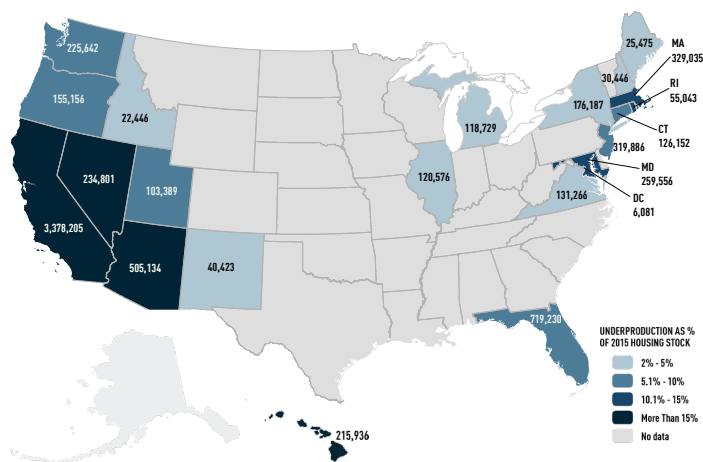 225,642
155,156
22,446
234,801
3,378,205
103,389
505,134
40,423
118,729
120,576
131,266
719,230
176,187
25,475
30,446
MA
329,035
RI
55,043
CT
126,152
319,886
MD
259,556
DC
6,081
215,936
UNDERPRODUCTION AS %
OF 2015 HOUSING STOCK
2% - 5%
5.1% - 10%
10.1% - 15%
More Than 15%
No data